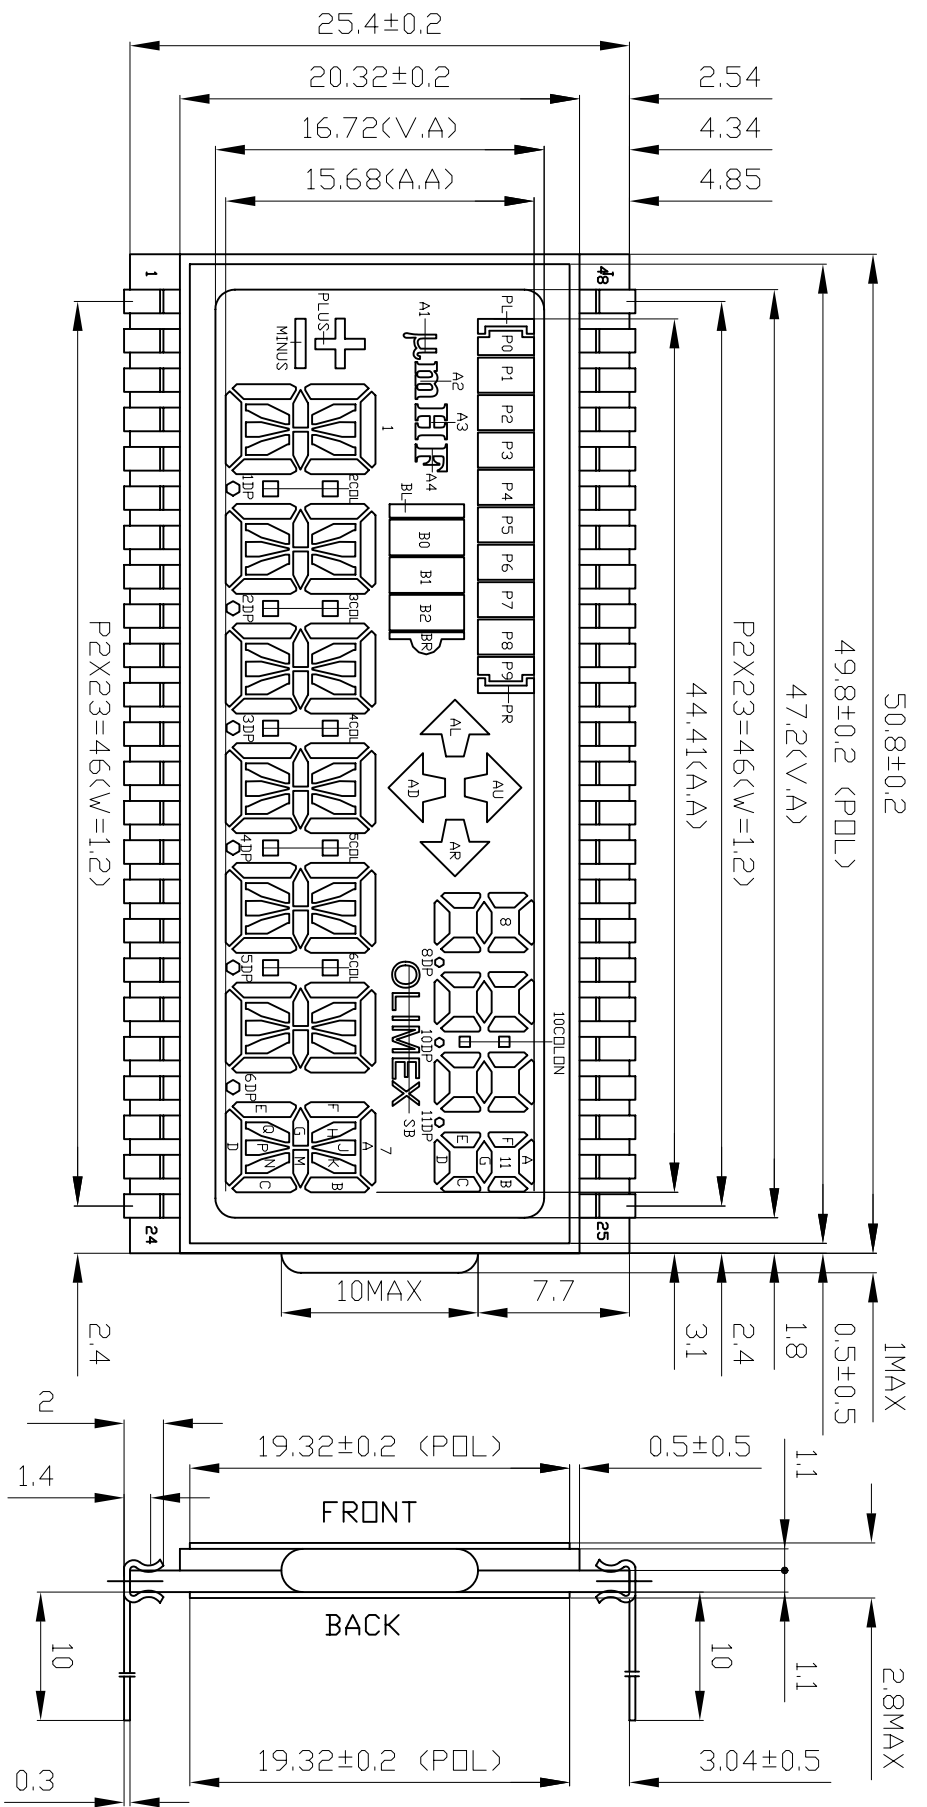 25.4±0.2
20.32±0.2
2.54
16.72(V.A)
4.34
15.68(A.A)
4.85
1
48
PLUS
MINUS
A1
A2
A3
A4
μmHF
PL
P0
P1
P2
P3
P4
P5
P6
P7
P8
P9
PR
BL
B0
B1
B2
BR
1
1DP
2COL
2DP
3COL
3DP
4COL
4DP
5COL
5DP
6COL
6DP
7
A
F
B
H
J
K
G
M
E
Q
P
N
C
D
AL
AU
AD
AR
8
8DP
10COLON
10DP
11DP
OLIMEX
SB
A
F
11
B
G
E
D
C
24
25
P2X23=46(W=1.2)
44.41(A.A)
P2X23=46(W=1.2)
47.2(V.A)
49.8±0.2 (POL)
50.8±0.2
10MAX
7.7
2.4
3.1
2.4
1.8
0.5±0.5
1MAX
2
1.4
19.32±0.2 (POL)
0.5±0.5
1.1
FRONT
BACK
10
10
1.1
2.8MAX
19.32±0.2 (POL)
3.04±0.5
0.3